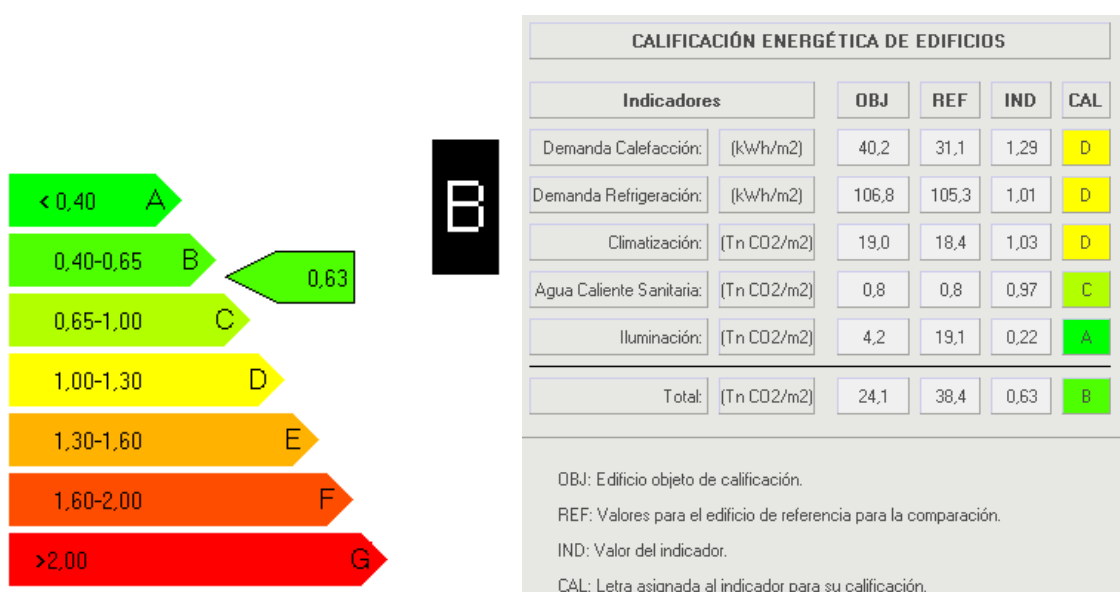 < 0,40 A
0,40-0,65 B
0,63
0,65-1,00 C
1,00-1,30 D
1,30-1,60 E
1,60-2,00 F
>2,00 G
B
CALIFICACIÓN ENERGÉTICA DE EDIFICIOS
Indicadores OBJ REF IND CAL
Demanda Calefacción: (kWh/m2) 40,2 31,1 1,29 D
Demanda Refrigeración: (kWh/m2) 106,8 105,3 1,01 D
Climatización: (Tn CO2/m2) 19,0 18,4 1,03 D
Agua Caliente Sanitaria: (Tn CO2/m2) 0,8 0,8 0,97 C
Iluminación: (Tn CO2/m2) 4,2 19,1 0,22 A
Total: (Tn CO2/m2) 24,1 38,4 0,63 B
OBJ: Edificio objeto de calificación.
REF: Valores para el edificio de referencia para la comparación.
IND: Valor del indicador.
CAL: Letra asignada al indicador para su calificación.